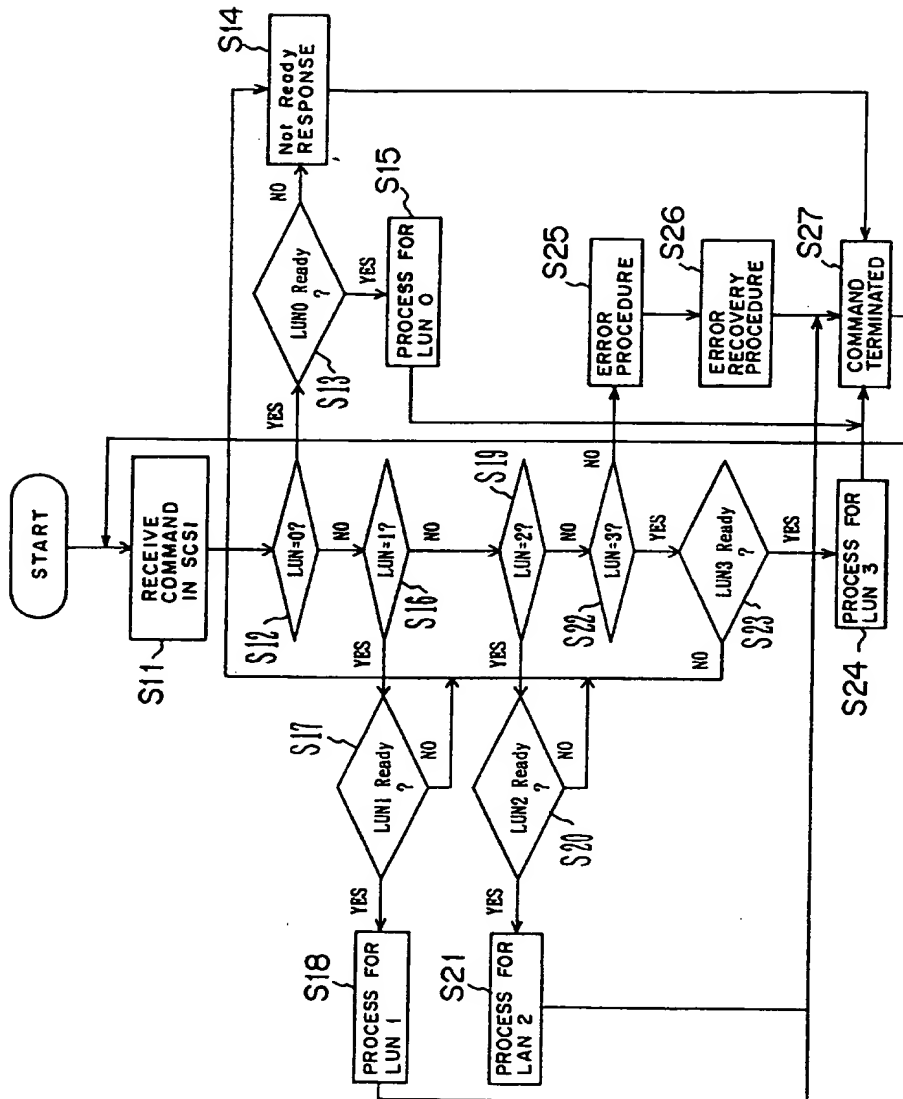 START
RECEIVE
COMMAND
IN SCSI
S11
LUN=0?
S12
YES
NO
LUN0 Ready
?
S13
NO
YES
Not Ready
RESPONSE
S14
PROCESS FOR
LUN 0
S15
LUN=1?
S16
YES
NO
LUN1 Ready
?
S17
YES
NO
PROCESS FOR
LUN 1
S18
LUN=2?
S19
YES
NO
LUN2 Ready
?
S20
YES
NO
PROCESS FOR
LAN 2
S21
LUN=3?
S22
NO
YES
LUN3 Ready
?
S23
NO
YES
PROCESS FOR
LUN 3
S24
ERROR
PROCEDURE
S25
ERROR
RECOVERY
PROCEDURE
S26
COMMAND
TERMINATED
S27